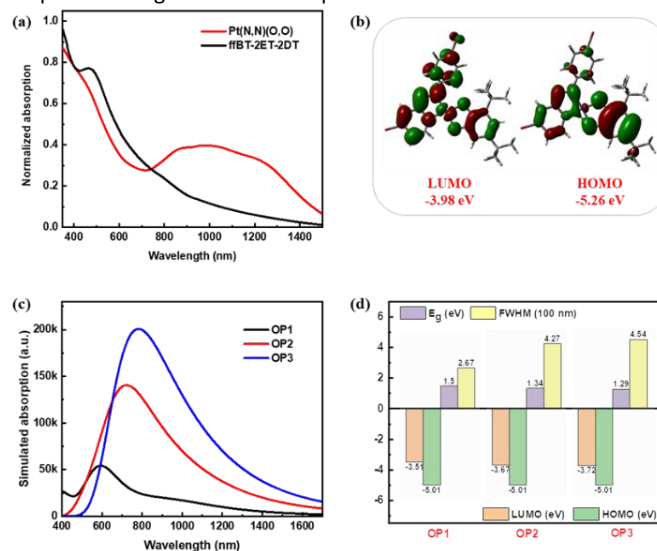 (a)
Pt(N,N)(O,O)
ffBT-2ET-2DT
Normalized absorption
1.0
0.8
0.6
0.4
0.2
0.0
400 600 800 1000 1200 1400
Wavelength (nm)
(b)
LUMO
-3.98 eV
HOMO
-5.26 eV
(c)
OP1
OP2
OP3
Simulated absorption (a.u.)
200k
150k
100k
50k
0
400 600 800 1000 1200 1400
Wavelength (nm)
(d)
Eg (eV) FWHM (100 nm)
4
2
0
-2
-4
-6
1.5 2.67
1.34 4.27
1.29 4.54
-3.51 -5.01
-3.67 -5.01
-3.72 -5.01
LUMO (eV) HOMO (eV)
OP1 OP2 OP3